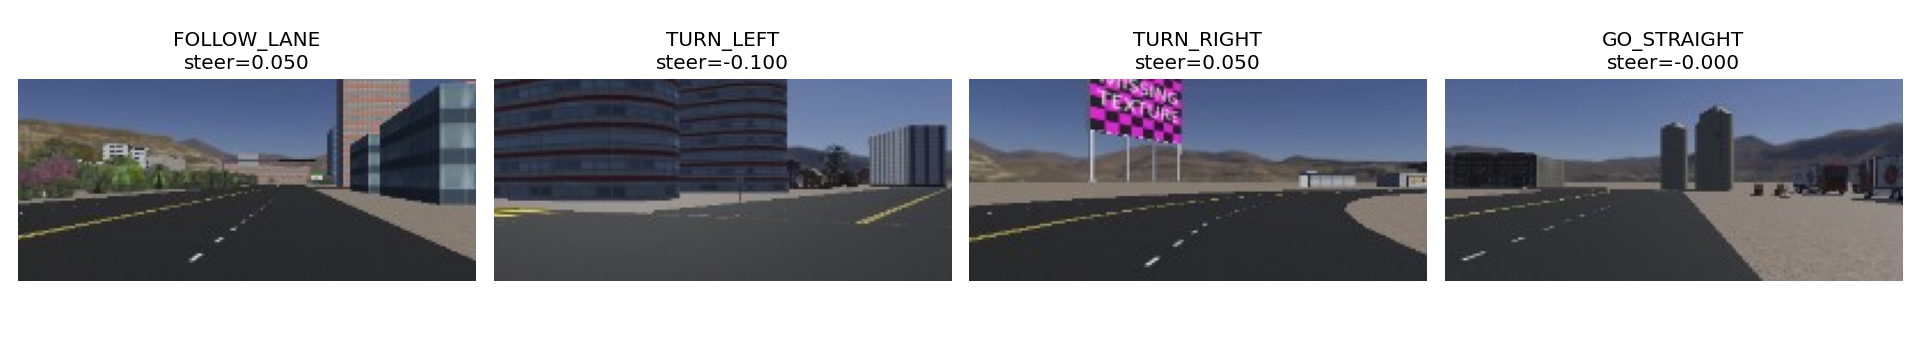 FOLLOW_LANE
steer=0.050
TURN_LEFT
steer=-0.100
TURN_RIGHT
steer=0.050
GO_STRAIGHT
steer=-0.000
MISSING
TEXTURE